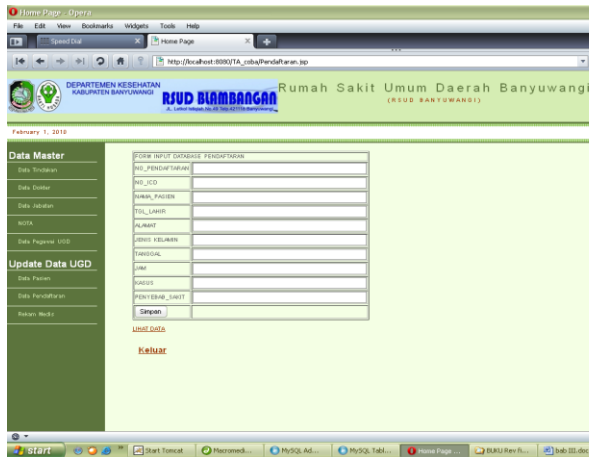 Home Page - Opera
File Edit View Bookmarks Widgets Tools Help
Speed Dial
Home Page
http://localhost:8080/TA_coba/Pendaftaran.jsp
DEPARTEMEN KESEHATAN
KABUPATEN BANYUWANGI
RSUD BLAMBANGAN
Rumah Sakit Umum Daerah Banyuwangi
(RSUD BANYUWANGI)
February 1, 2010
Data Master
Data Tindakan
Data Dokter
Data Jabatan
NOTA
Data Pegawai UGD
Update Data UGD
Data Pasien
Data Pendaftaran
Rekam Medis
FORM INPUT DATABASE PENDAFTARAN
NO_PENDAFTARAN
NO_ICD
NAMA_PASIEN
TGL_LAHIR
ALAMAT
JENIS KELAMIN
TANGGAL
JAM
KASUS
PENYEBAB_SAKIT
Simpan
LIHAT DATA
Keluar
start
Start Tomcat
Macromedi...
MySQL Ad...
MySQL Tabl...
Home Page ...
BUKU Rev fi...
bab III.doc